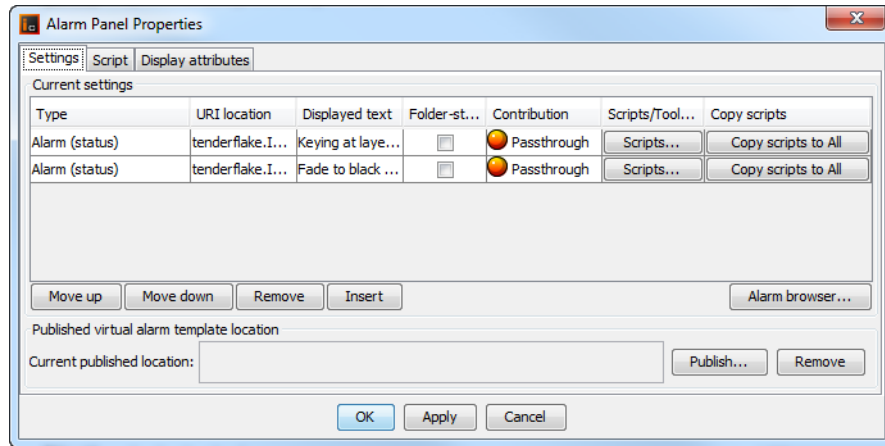 Alarm Panel Properties
Settings Script Display attributes
Current settings
Type URI location Displayed text Folder-st... Contribution Scripts/Tool... Copy scripts
Alarm (status) tenderflake.I... Keying at laye... Passthrough Scripts... Copy scripts to All
Alarm (status) tenderflake.I... Fade to black ... Passthrough Scripts... Copy scripts to All
Move up Move down Remove Insert Alarm browser...
Published virtual alarm template location
Current published location: Publish... Remove
OK Apply Cancel